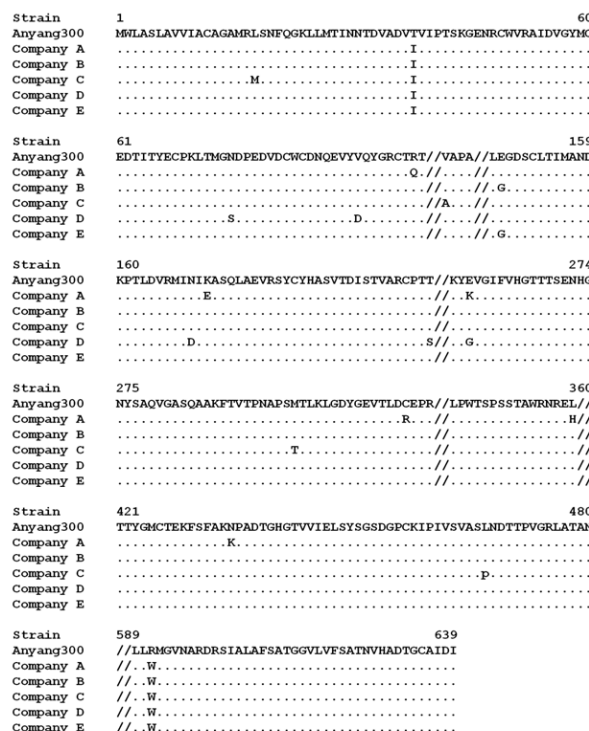 Strain 1 60
Anyang300 MWLASLAVVIACAGAMRLSNFQGKLLMTINNTDVADVTVIPTSKGENRCWVRAIDVGYMC
Company A .....................................I......................
Company B .....................................I......................
Company C .................M..........................................
Company D .....................................I......................
Company E .....................................I......................
Strain 61 159
Anyang300 EDTITYECPKLTMGNDPEDVDCWCDNQEVYVQYGRCTRT//VAPA//LEGDSCLTIMAND
Company A .....................................Q.//....//.............
Company B .......................................//....//.G...........
Company C .......................................//A...//.............
Company D ..............S...............D........//....//.............
Company E .......................................//....//.G...........
Strain 160 274
Anyang300 KPTLDVRMINIKASQLAEVRSYCYHASVTDISTVARCPTT//KYEVGIFVHGTTTSENHG
Company A ...........E............................//..K...............
Company B ........................................//..................
Company C ........................................//..................
Company D .........D.............................S//..G...............
Company E ........................................//..................
Strain 275 360
Anyang300 NYSAQVGASQAAKFTVTPNAPSMTLKLGDYGEVTLDCEPR//LPWTSPSSTAWRNREL//
Company A ....................................R...//...............H//
Company B ........................................//................//
Company C ......................T.................//................//
Company D ........................................//................//
Company E ........................................//................//
Strain 421 480
Anyang300 TTYGMCTEKFSFAKNPADTGHGTVVIELSYSGSDGPCKIPIVSVASLNDTTPVGRLATAN
Company A ..............K.............................................
Company B ............................................................
Company C ..............................................p.............
Company D ............................................................
Company E ............................................................
Strain 589 639
Anyang300 //LLRMGVNARDRSIALAFSATGGVLVFSATNVHADTGCAIDI
Company A //..W......................................
Company B //..W......................................
Company C //..W......................................
Company D //..W......................................
Company E //..W......................................